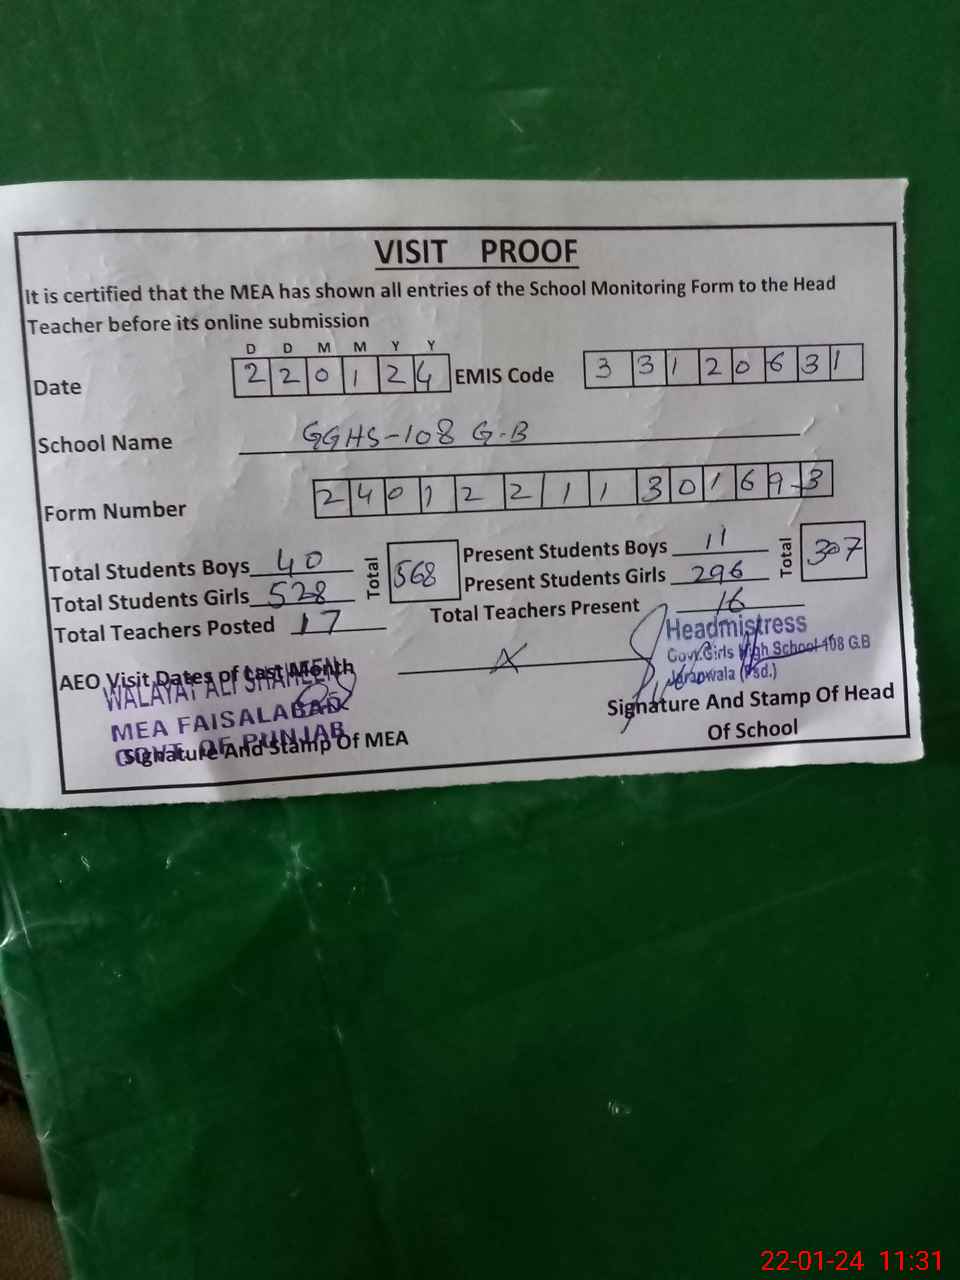 VISIT PROOF
It is certified that the MEA has shown all entries of the School Monitoring Form to the Head
Teacher before its online submission
D D M M Y Y
Date 2 2 0 1 2 4 EMIS Code 3 3 1 2 0 6 3 1
School Name GGHS-108 G-B
Form Number 2 4 0 1 2 2 1 1 3 0 1 6 9 3
Total Students Boys 40 Total 568 Present Students Boys 11 Total 307
Total Students Girls 528 Present Students Girls 296
Total Teachers Posted 17 Total Teachers Present 16
Headmistress
Govt. Girls High School 108 G.B
Jaranwala (Fsd.)
AEO Visit Dates of Last Month X
WALAYAT ALI SHAHEEN
MEA FAISALABAD
GOVT. OF PUNJAB
Signature And Stamp Of MEA
Signature And Stamp Of Head
Of School
22-01-24 11:31